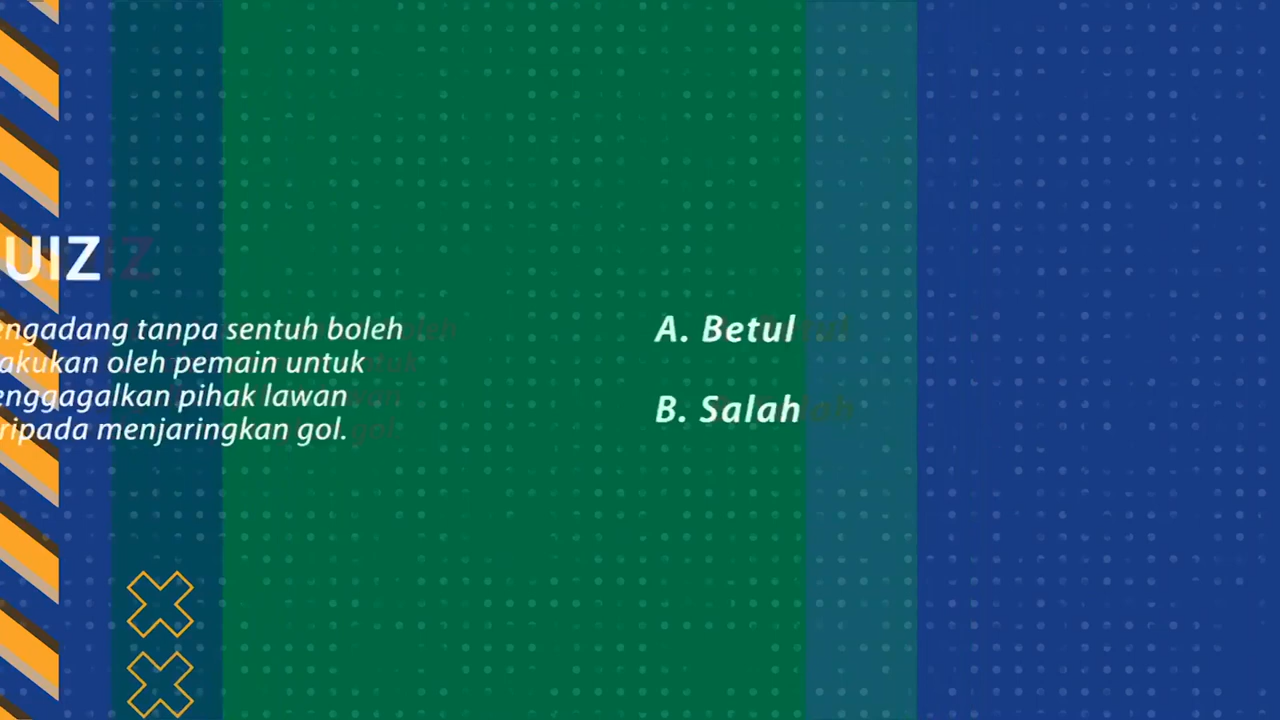 UIZ
engadang tanpa sentuh boleh
akukan oleh pemain untuk
enggagalkan pihak lawan
ripada menjaringkan gol.
A. Betul
B. Salah